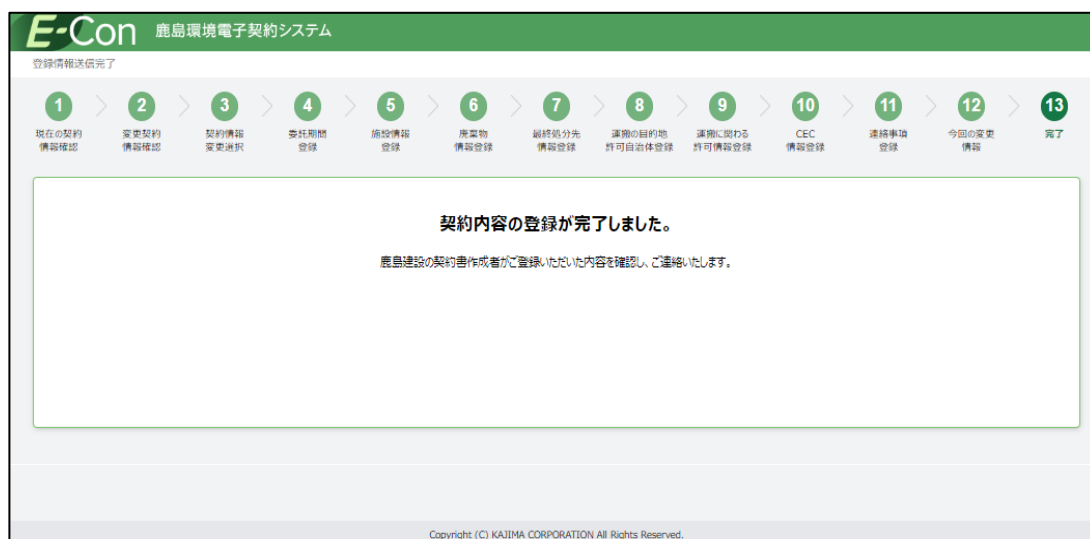 E-Con 鹿島環境電子契約システム
登録情報送信完了
1 2 3 4 5 6 7 8 9 10 11 12 13
現在の契約 変更契約 契約情報 委託期間 施設情報 廃棄物 最終処分先 運搬の目的地 運搬に関わる CEC 連絡事項 今回の変更 完了
情報確認 情報確認 変更選択 登録 登録 情報登録 情報登録 許可自治体登録 許可情報登録 情報登録 登録 情報
契約内容の登録が完了しました。
鹿島建設の契約書作成者がご登録いただいた内容を確認し、ご連絡いたします。
Copyright (C) KAJIMA CORPORATION All Rights Reserved.